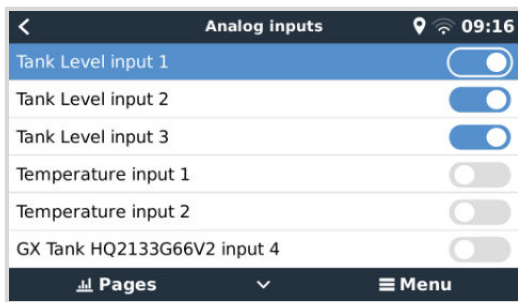 Analog inputs 09:16
Tank Level input 1
Tank Level input 2
Tank Level input 3
Temperature input 1
Temperature input 2
GX Tank HQ2133G66V2 input 4
Pages Menu